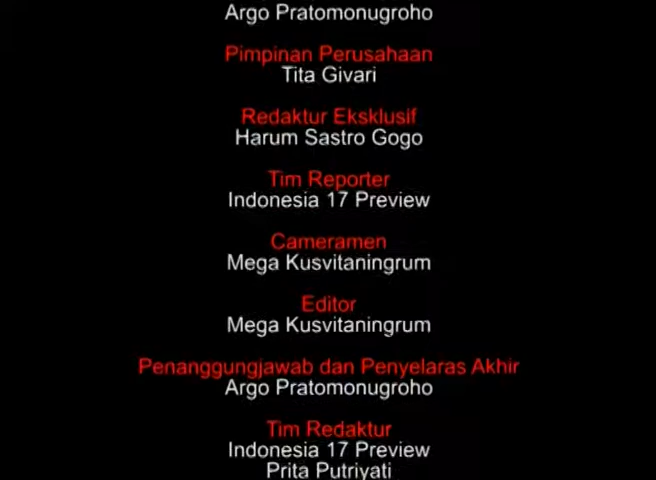 Argo Pratomonugroho
Pimpinan Perusahaan
Tita Givari
Redaktur Eksklusif
Harum Sastro Gogo
Tim Reporter
Indonesia 17 Preview
Cameramen
Mega Kusvitaningrum
Editor
Mega Kusvitaningrum
Penanggungjawab dan Penyelaras Akhir
Argo Pratomonugroho
Tim Redaktur
Indonesia 17 Preview
Prita Putriyati